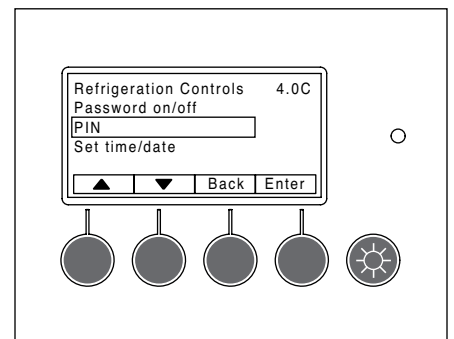 Refrigeration Controls 4.0C
Password on/off
PIN
Set time/date
▲ ▼ Back Enter